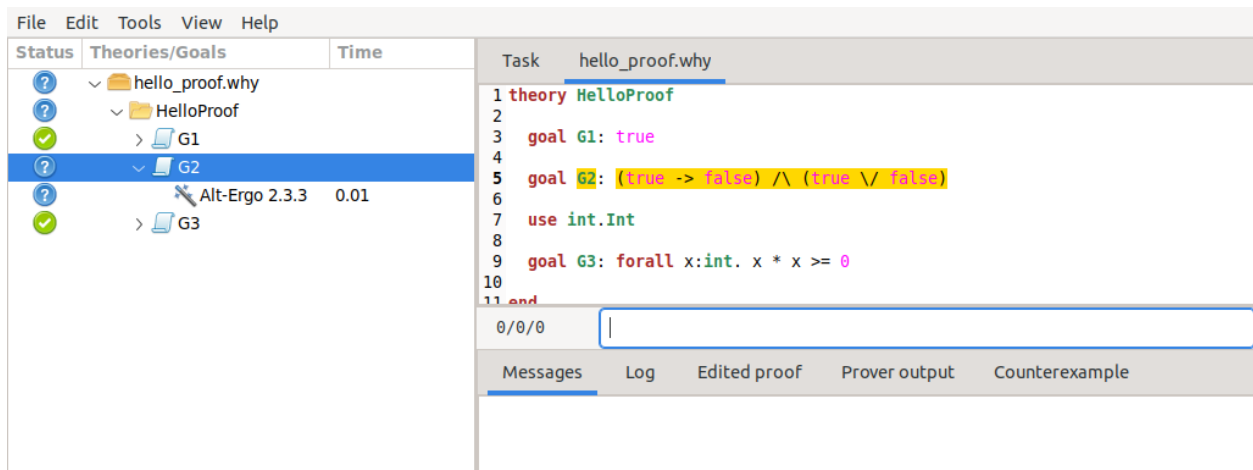 File Edit Tools View Help
Status Theories/Goals Time
hello_proof.why
HelloProof
G1
G2
Alt-Ergo 2.3.3 0.01
G3
Task hello_proof.why
1 theory HelloProof
2
3 goal G1: true
4
5 goal G2: (true -> false) /\ (true \/ false)
6
7 use int.Int
8
9 goal G3: forall x:int. x * x >= 0
10
11 end
0/0/0
Messages Log Edited proof Prover output Counterexample